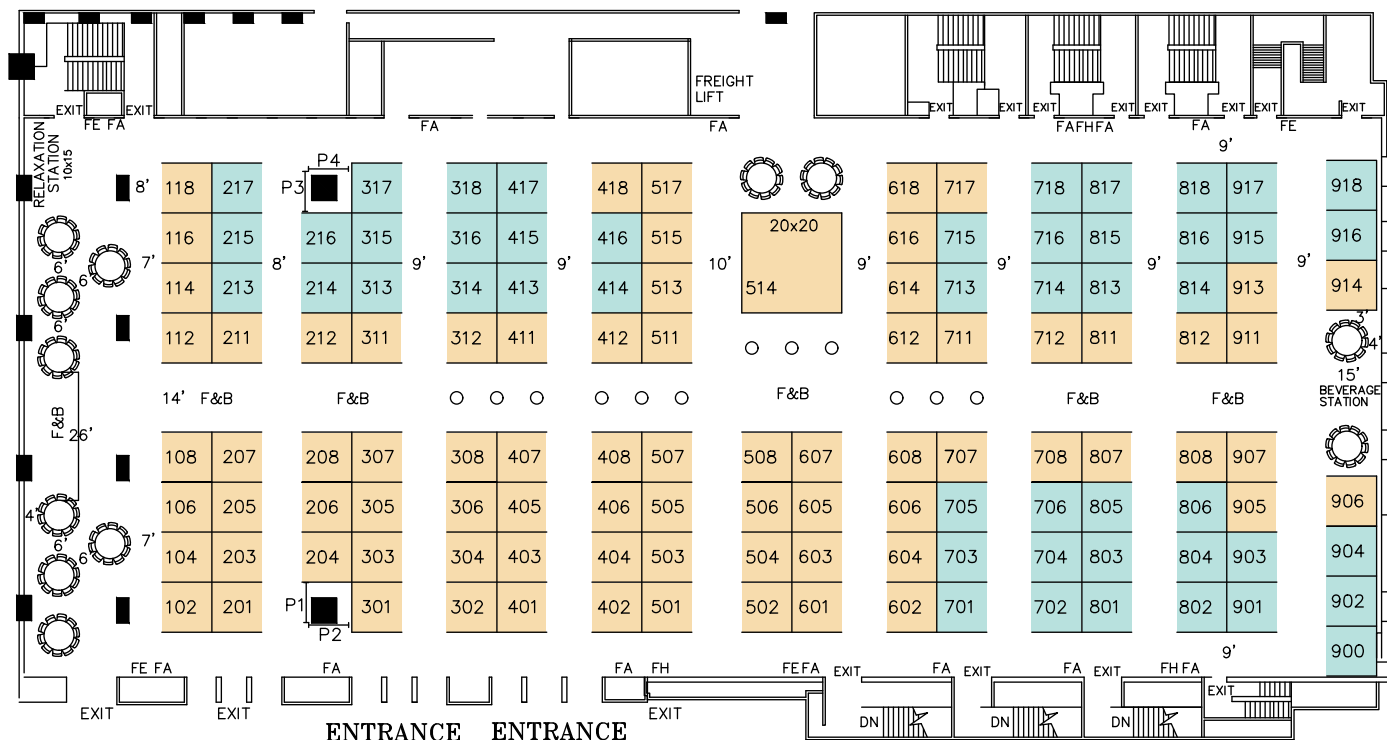 FREIGHT
LIFT
EXIT EXIT EXIT EXIT EXIT EXIT EXIT EXIT EXIT
FE FA FA FA FA FH FA FA FE
RELAXATION
STATION
10x15
P4
9'
8' 118 217 P3 317 318 417 418 517 618 717 718 817 818 917 918
20x20
6' 6' 7' 116 215 8' 216 315 9' 316 415 9' 416 515 10' 9' 616 715 9' 716 815 9' 816 915 9' 916
114 213 214 313 314 413 414 513 514 614 713 714 813 814 913 914
6' 3'
112 211 212 311 312 411 412 511 612 711 712 811 812 911 4'
15'
14' F&B F&B F&B F&B F&B BEVERAGE
STATION
F&B 26'
108 207 208 307 308 407 408 507 508 607 608 707 708 807 808 907
106 205 206 305 306 405 406 505 506 605 606 705 706 805 806 905 906
4' 6' 6' 7' 104 203 204 303 304 403 404 503 504 603 604 703 704 803 804 903 904
102 201 P1 301 302 401 402 501 502 601 602 701 702 801 802 901 902
P2
9' 900
FE FA FA FA FH FE FA EXIT FA EXIT FA EXIT FH FA
EXIT
EXIT EXIT EXIT DN DN DN
ENTRANCE ENTRANCE